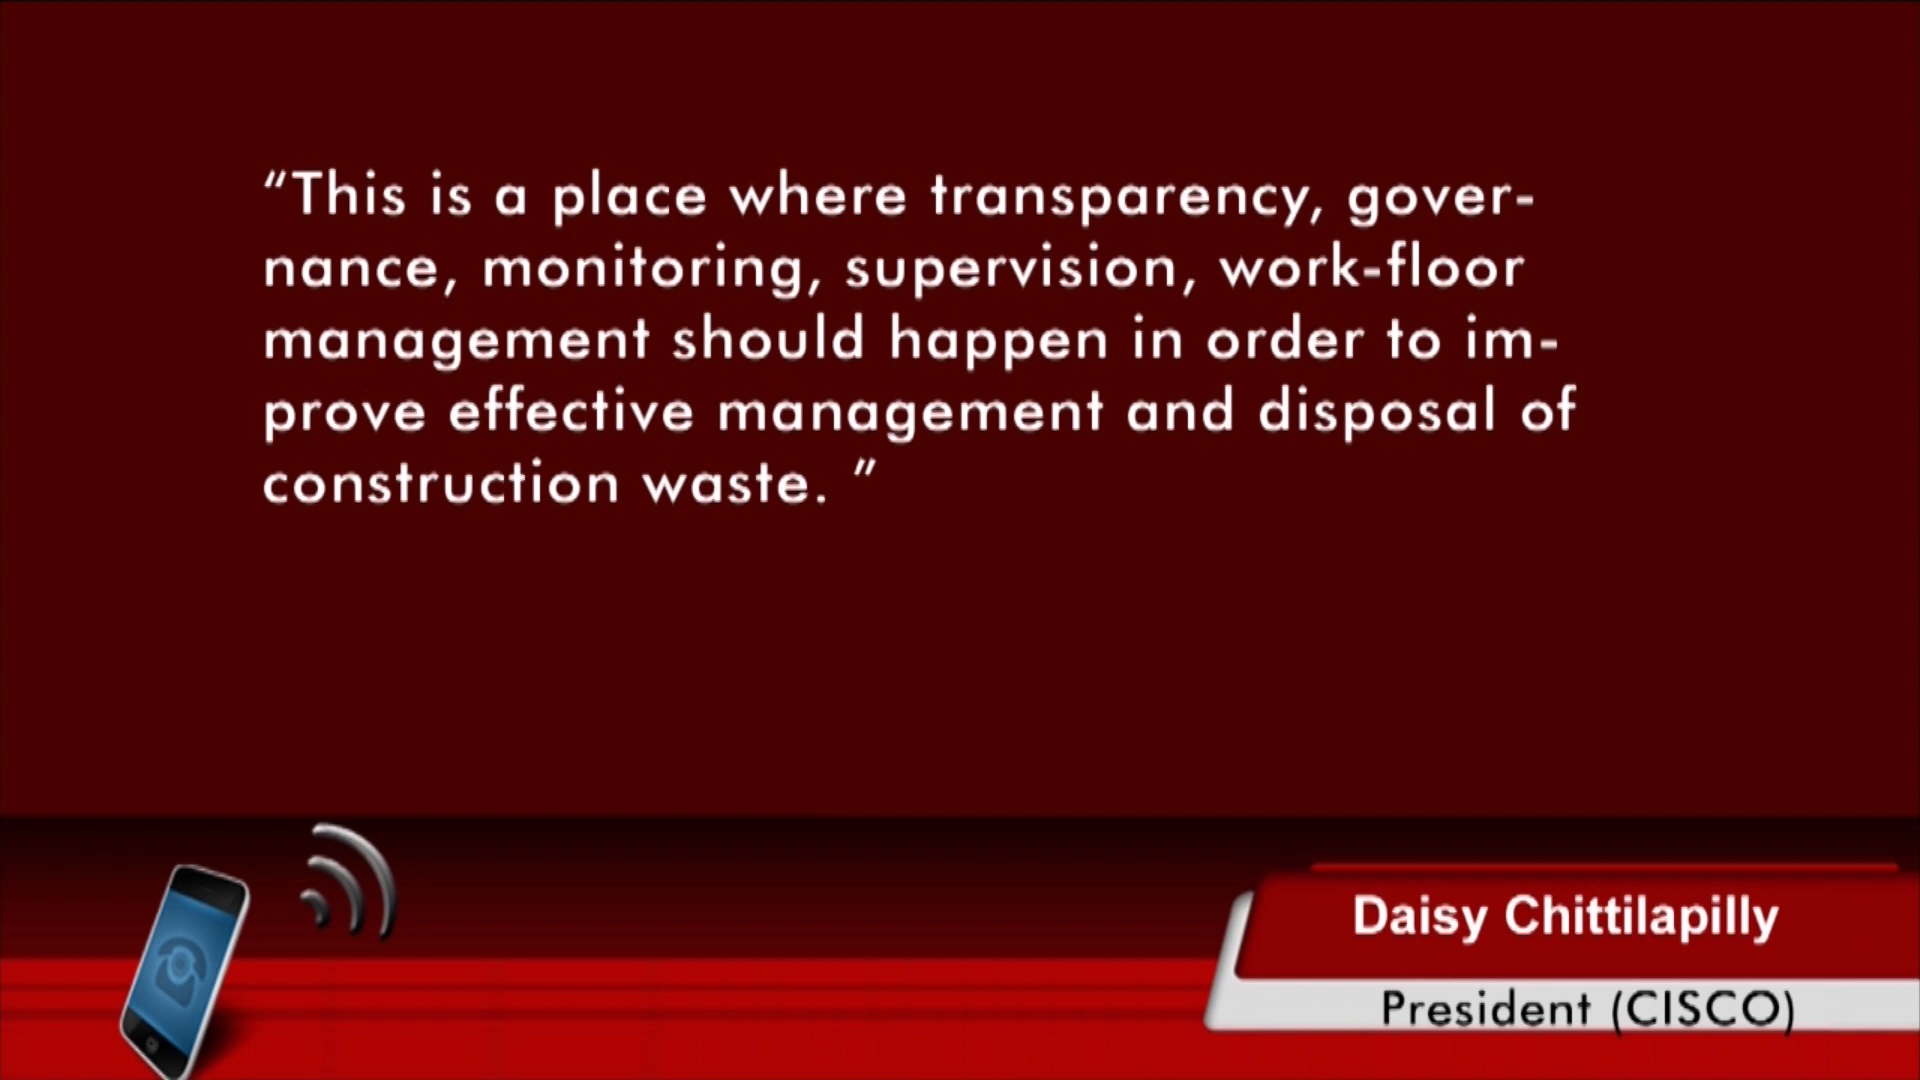 “This is a place where transparency, gover-
nance, monitoring, supervision, work-floor
management should happen in order to im-
prove effective management and disposal of
construction waste. ”
Daisy Chittilapilly
President (CISCO)